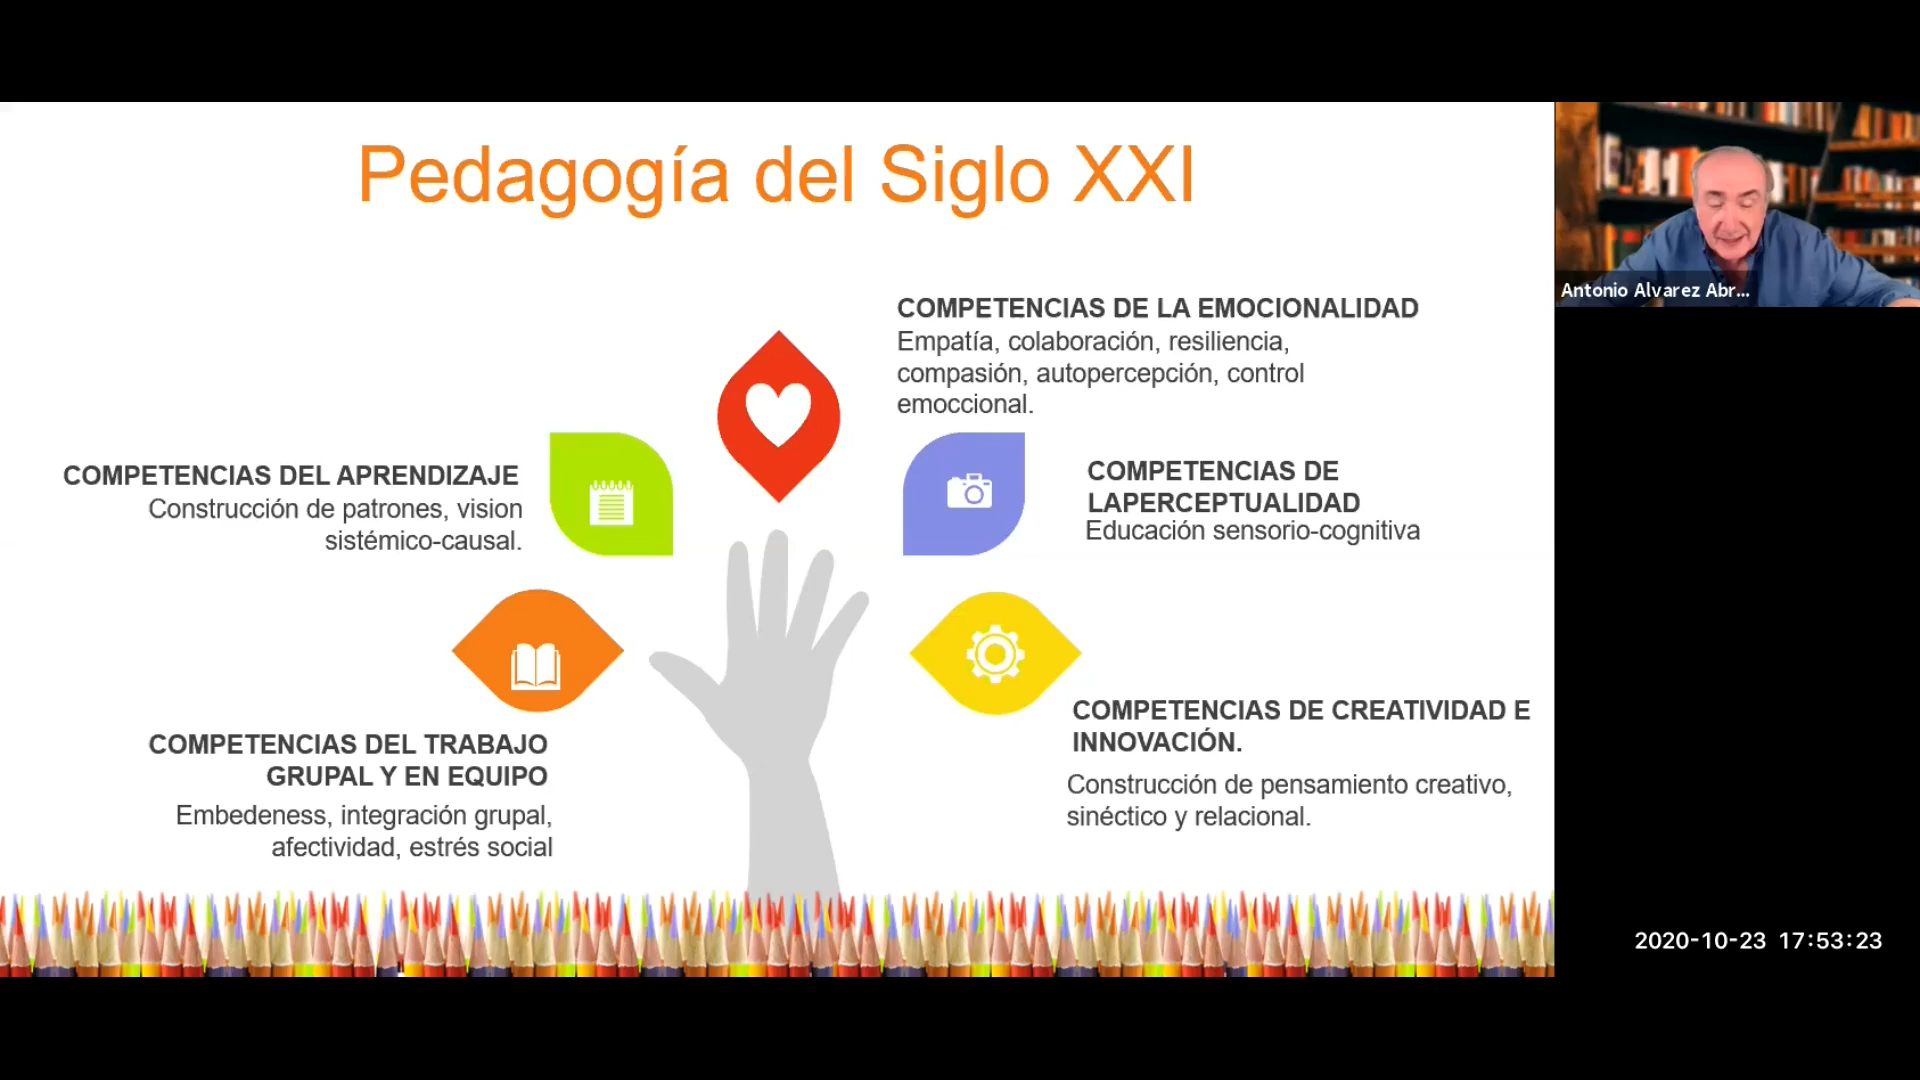 Pedagogía del Siglo XXI
COMPETENCIAS DE LA EMOCIONALIDAD
Empatía, colaboración, resiliencia,
compasión, autopercepción, control
emoccional.
COMPETENCIAS DEL APRENDIZAJE
Construcción de patrones, vision
sistémico-causal.
COMPETENCIAS DE
LAPERCEPTUALIDAD
Educación sensorio-cognitiva
COMPETENCIAS DEL TRABAJO
GRUPAL Y EN EQUIPO
Embedeness, integración grupal,
afectividad, estrés social
COMPETENCIAS DE CREATIVIDAD E
INNOVACIÓN.
Construcción de pensamiento creativo,
sinéctico y relacional.
Antonio Alvarez Abr...
2020-10-23 17:53:23